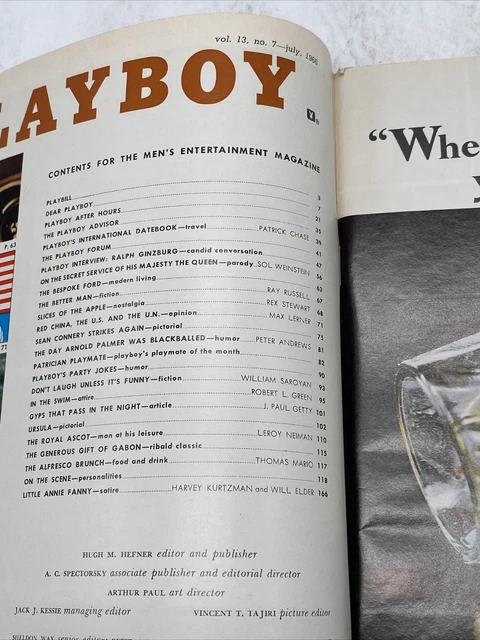 vol. 13, no. 7—july, 1966
LAYBOY
®
CONTENTS FOR THE MEN'S ENTERTAINMENT MAGAZINE
PLAYBILL 3
DEAR PLAYBOY 7
PLAYBOY AFTER HOURS 21
THE PLAYBOY ADVISOR 35
PLAYBOY'S INTERNATIONAL DATEBOOK—travel PATRICK CHASE 39
THE PLAYBOY FORUM 41
PLAYBOY INTERVIEW: RALPH GINZBURG—candid conversation 47
ON THE SECRET SERVICE OF HIS MAJESTY THE QUEEN—parody SOL WEINSTEIN 56
THE BESPOKE FORD—modern living 63
THE BETTER MAN—fiction RAY RUSSELL 67
SLICES OF THE APPLE—nostalgia REX STEWART 68
RED CHINA, THE U.S. AND THE U.N.—opinion MAX LERNER 71
SEAN CONNERY STRIKES AGAIN—pictorial 75
THE DAY ARNOLD PALMER WAS BLACKBALLED—humor PETER ANDREWS
PATRICIAN PLAYMATE—playboy's playmate of the month 85
PLAYBOY'S PARTY JOKES—humor 90
DON'T LAUGH UNLESS IT'S FUNNY—fiction WILLIAM SAROYAN 93
IN THE SWIM—attire ROBERT L. GREEN 95
GYPS THAT PASS IN THE NIGHT—article J. PAUL GETTY 101
URSULA—pictorial 102
THE ROYAL ASCOT—man at his leisure LEROY NEIMAN 110
THE GENEROUS GIFT OF GABON—ribald classic 115
THE ALFRESCO BRUNCH—food and drink THOMAS MARIO 117
ON THE SCENE—personalities 118
LITTLE ANNIE FANNY—satire HARVEY KURTZMAN and WILL ELDER 166
HUGH M. HEFNER editor and publisher
A. C. SPECTORSKY associate publisher and editorial director
ARTHUR PAUL art director
JACK J. KESSIE managing editor VINCENT T. TAJIRI picture editor
SHELDON WAX senior editor
P. 63
77
"Whe